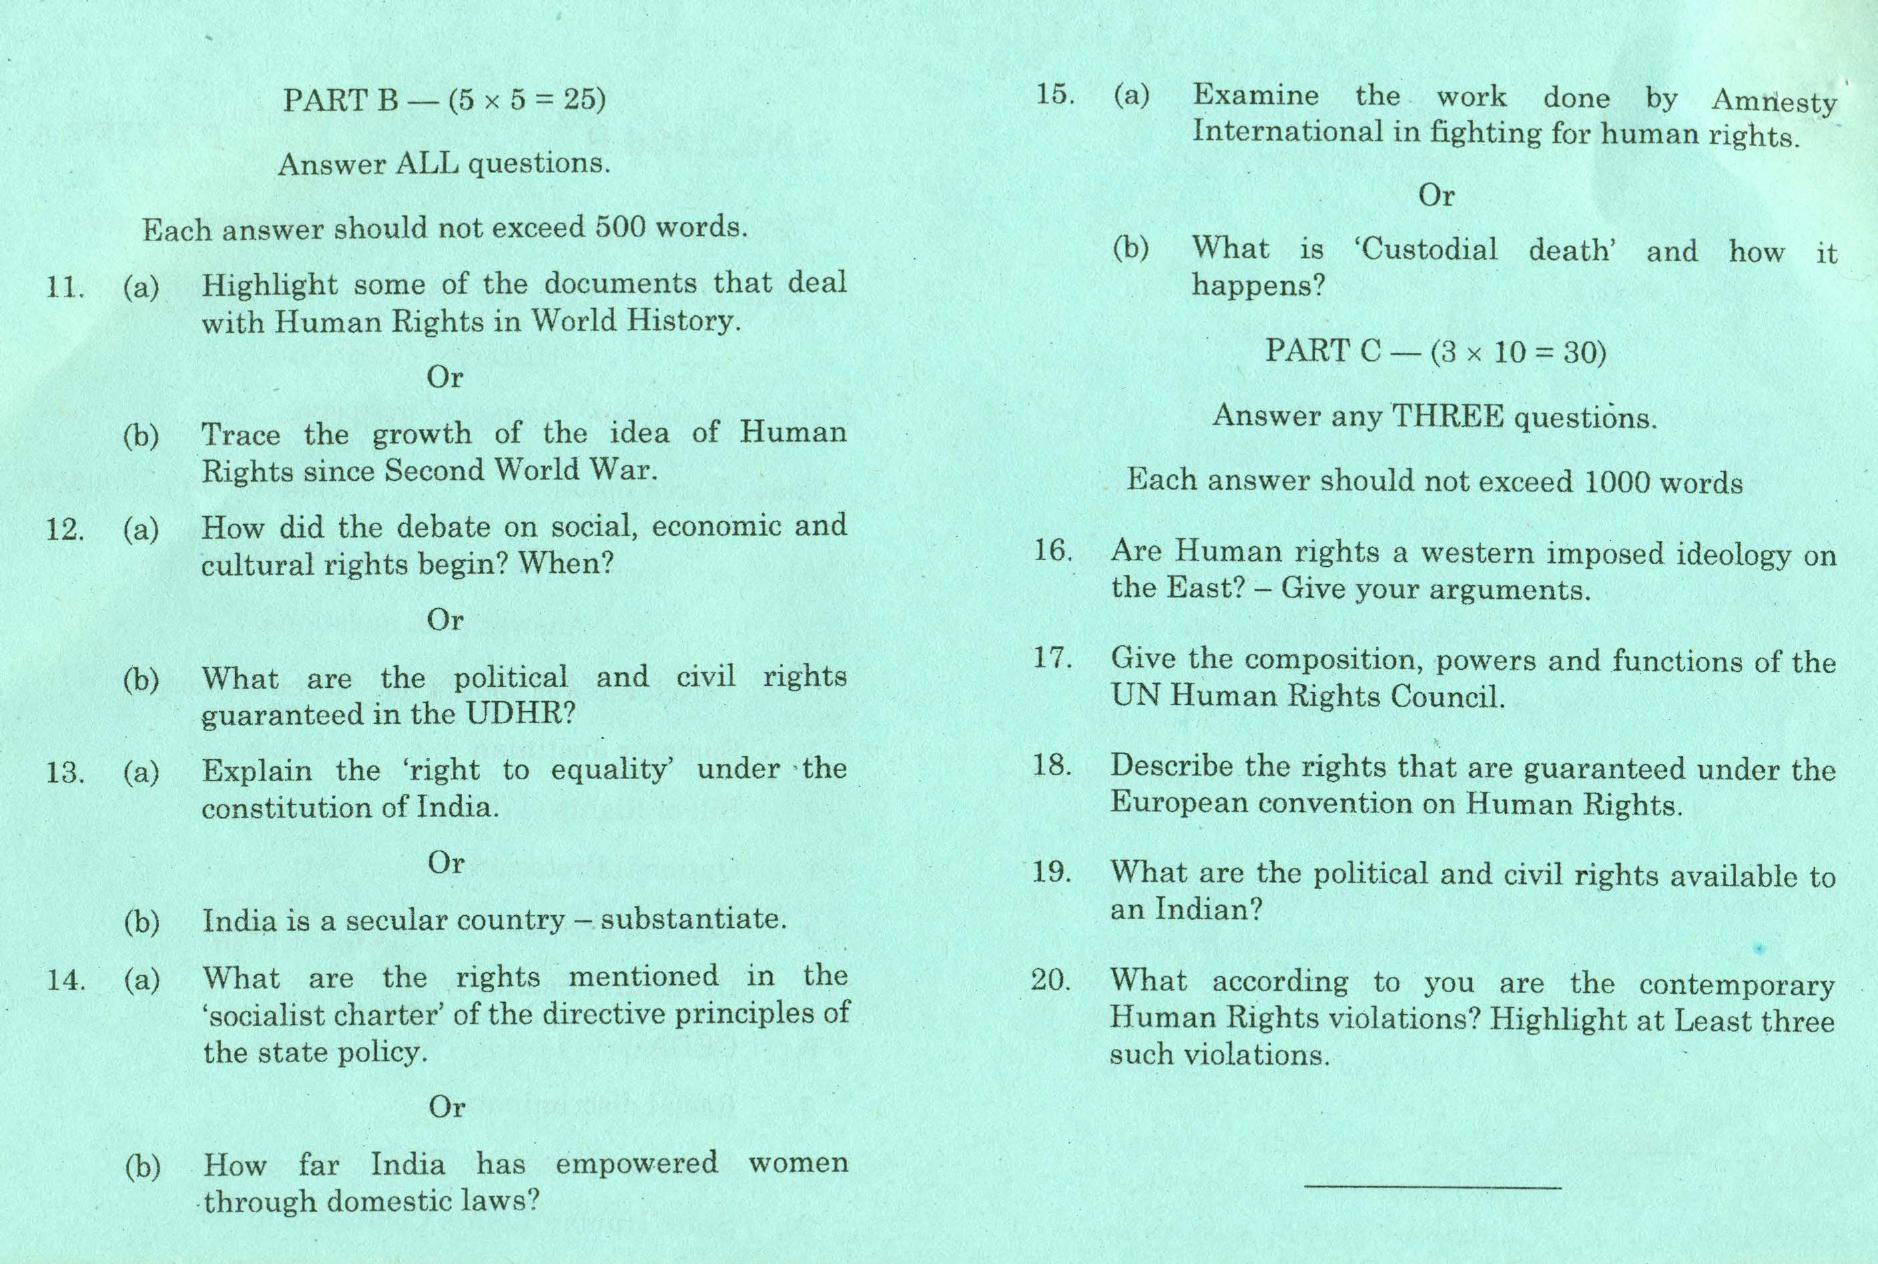 PART B — (5 × 5 = 25)
Answer ALL questions.
Each answer should not exceed 500 words.
11. (a) Highlight some of the documents that deal
with Human Rights in World History.
Or
(b) Trace the growth of the idea of Human
Rights since Second World War.
12. (a) How did the debate on social, economic and
cultural rights begin? When?
Or
(b) What are the political and civil rights
guaranteed in the UDHR?
13. (a) Explain the ‘right to equality’ under the
constitution of India.
Or
(b) India is a secular country – substantiate.
14. (a) What are the rights mentioned in the
‘socialist charter’ of the directive principles of
the state policy.
Or
(b) How far India has empowered women
through domestic laws?
15. (a) Examine the work done by Amnesty
International in fighting for human rights.
Or
(b) What is ‘Custodial death’ and how it
happens?
PART C — (3 × 10 = 30)
Answer any THREE questions.
Each answer should not exceed 1000 words
16. Are Human rights a western imposed ideology on
the East? – Give your arguments.
17. Give the composition, powers and functions of the
UN Human Rights Council.
18. Describe the rights that are guaranteed under the
European convention on Human Rights.
19. What are the political and civil rights available to
an Indian?
20. What according to you are the contemporary
Human Rights violations? Highlight at Least three
such violations.